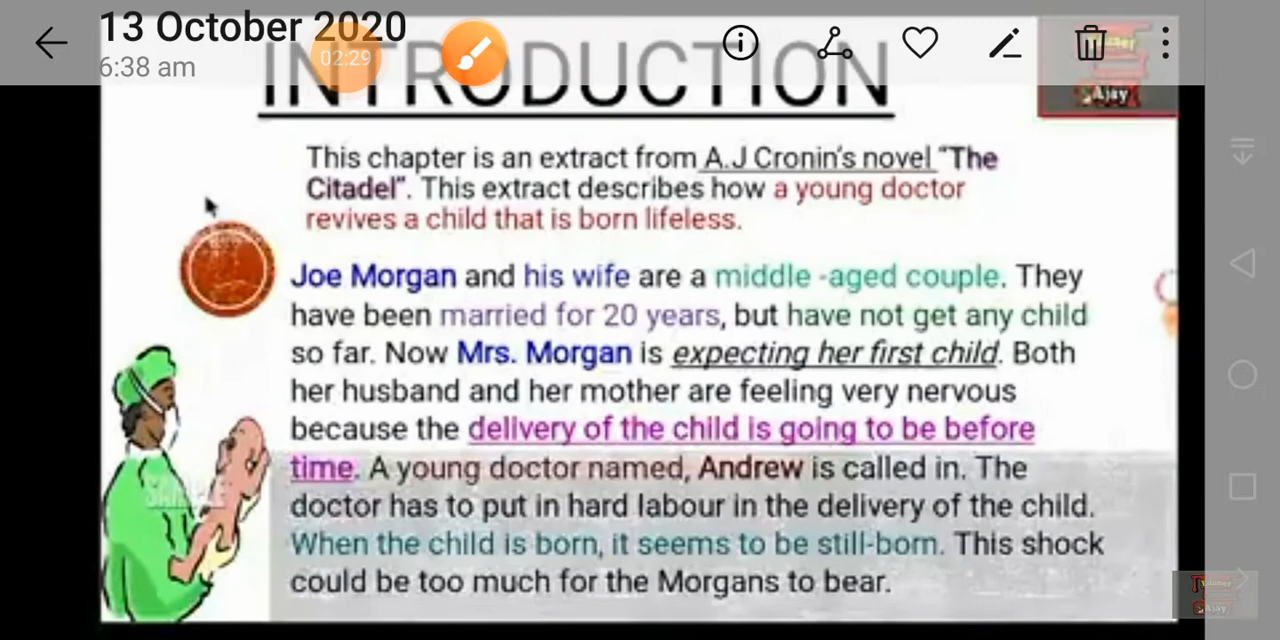 13 October 2020
6:38 am
02:29
INTRODUCTION
Ajay
This chapter is an extract from A.J Cronin's novel "The
Citadel". This extract describes how a young doctor
revives a child that is born lifeless.
Joe Morgan and his wife are a middle -aged couple. They
have been married for 20 years, but have not get any child
so far. Now Mrs. Morgan is expecting her first child. Both
her husband and her mother are feeling very nervous
because the delivery of the child is going to be before
time. A young doctor named, Andrew is called in. The
doctor has to put in hard labour in the delivery of the child.
When the child is born, it seems to be still-born. This shock
could be too much for the Morgans to bear.
SAMPLE
Ajay